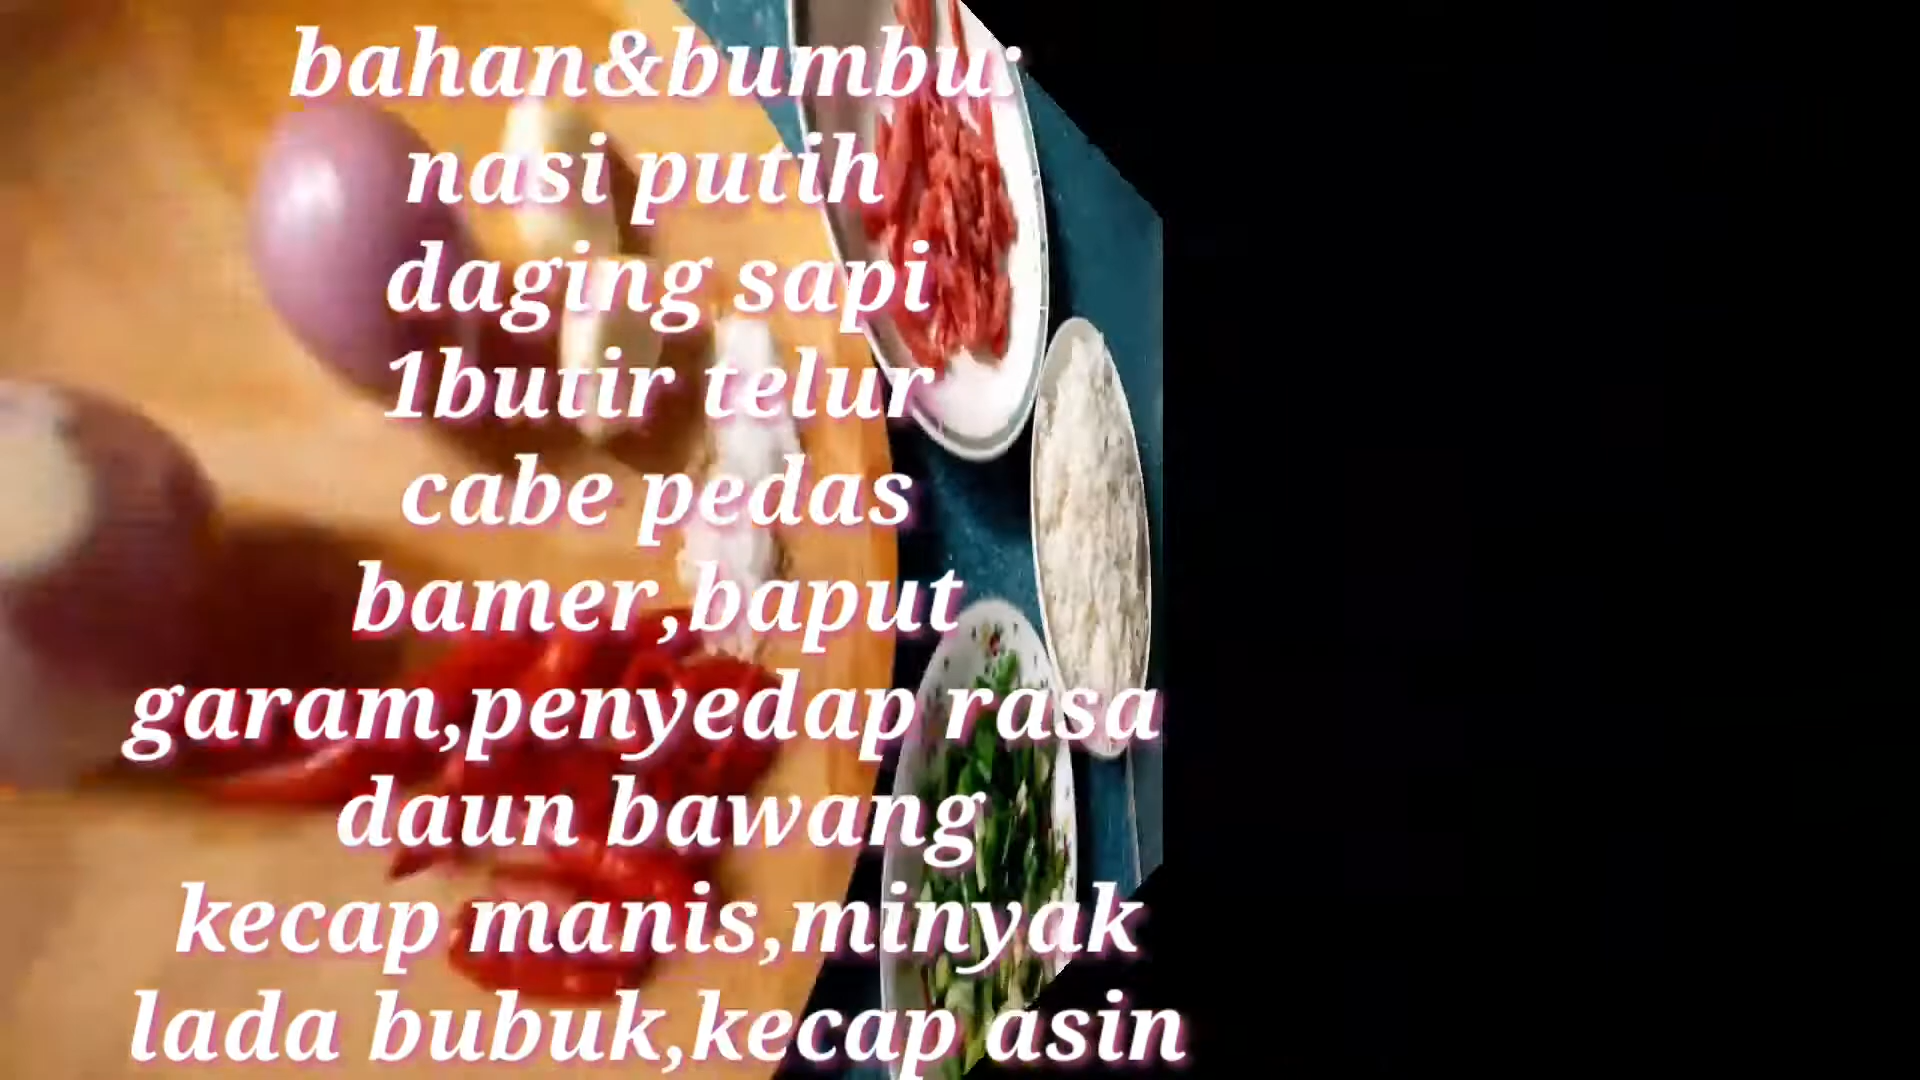 bahan&bumbu:
nasi putih
daging sapi
1butir telur
cabe pedas
bamer,baput
garam,penyedap rasa
daun bawang
kecap manis,minyak
lada bubuk,kecap asin